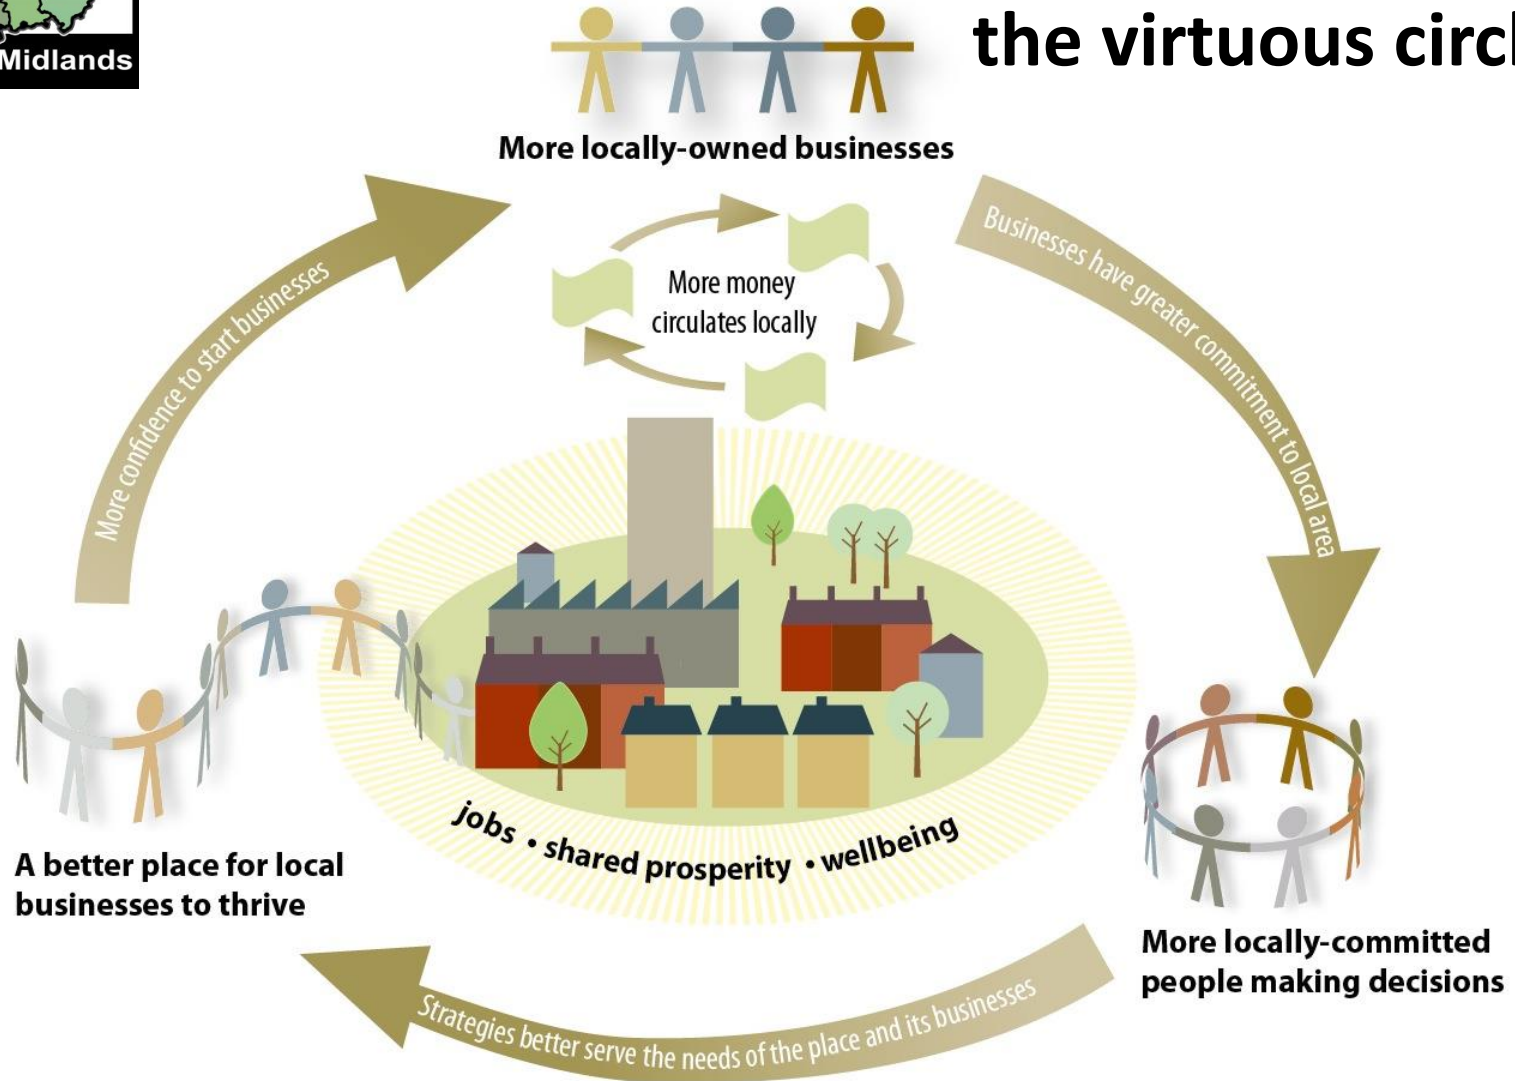 Midlands
the virtuous circl
More locally-owned businesses
Businesses have greater commitment to local area
More money
circulates locally
More confidence to start businesses
jobs • shared prosperity • wellbeing
A better place for local
businesses to thrive
More locally-committed
people making decisions
Strategies better serve the needs of the place and its businesses